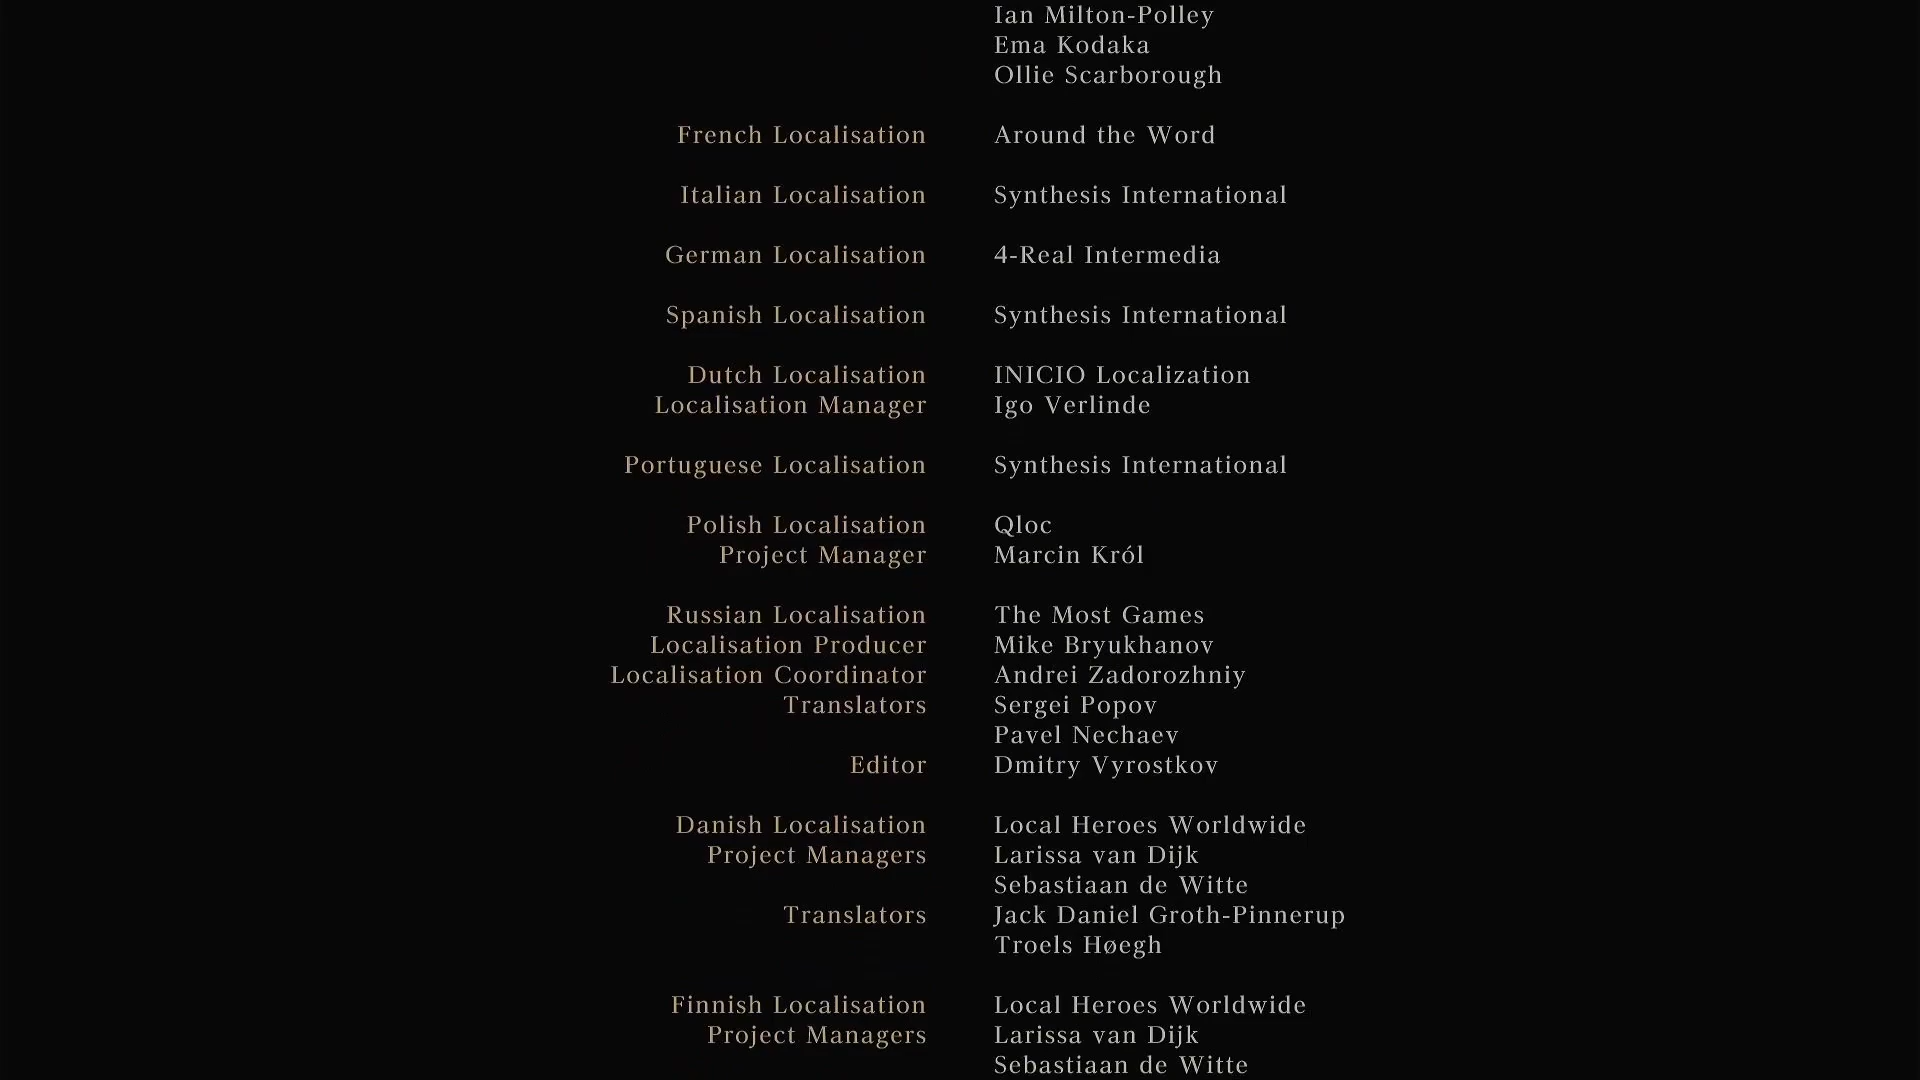 Ian Milton-Polley
Ema Kodaka
Ollie Scarborough
French Localisation Around the Word
Italian Localisation Synthesis International
German Localisation 4-Real Intermedia
Spanish Localisation Synthesis International
Dutch Localisation INICIO Localization
Localisation Manager Igo Verlinde
Portuguese Localisation Synthesis International
Polish Localisation Qloc
Project Manager Marcin Król
Russian Localisation The Most Games
Localisation Producer Mike Bryukhanov
Localisation Coordinator Andrei Zadorozhniy
Translators Sergei Popov
Pavel Nechaev
Editor Dmitry Vyrostkov
Danish Localisation Local Heroes Worldwide
Project Managers Larissa van Dijk
Sebastiaan de Witte
Translators Jack Daniel Groth-Pinnerup
Troels Høegh
Finnish Localisation Local Heroes Worldwide
Project Managers Larissa van Dijk
Sebastiaan de Witte